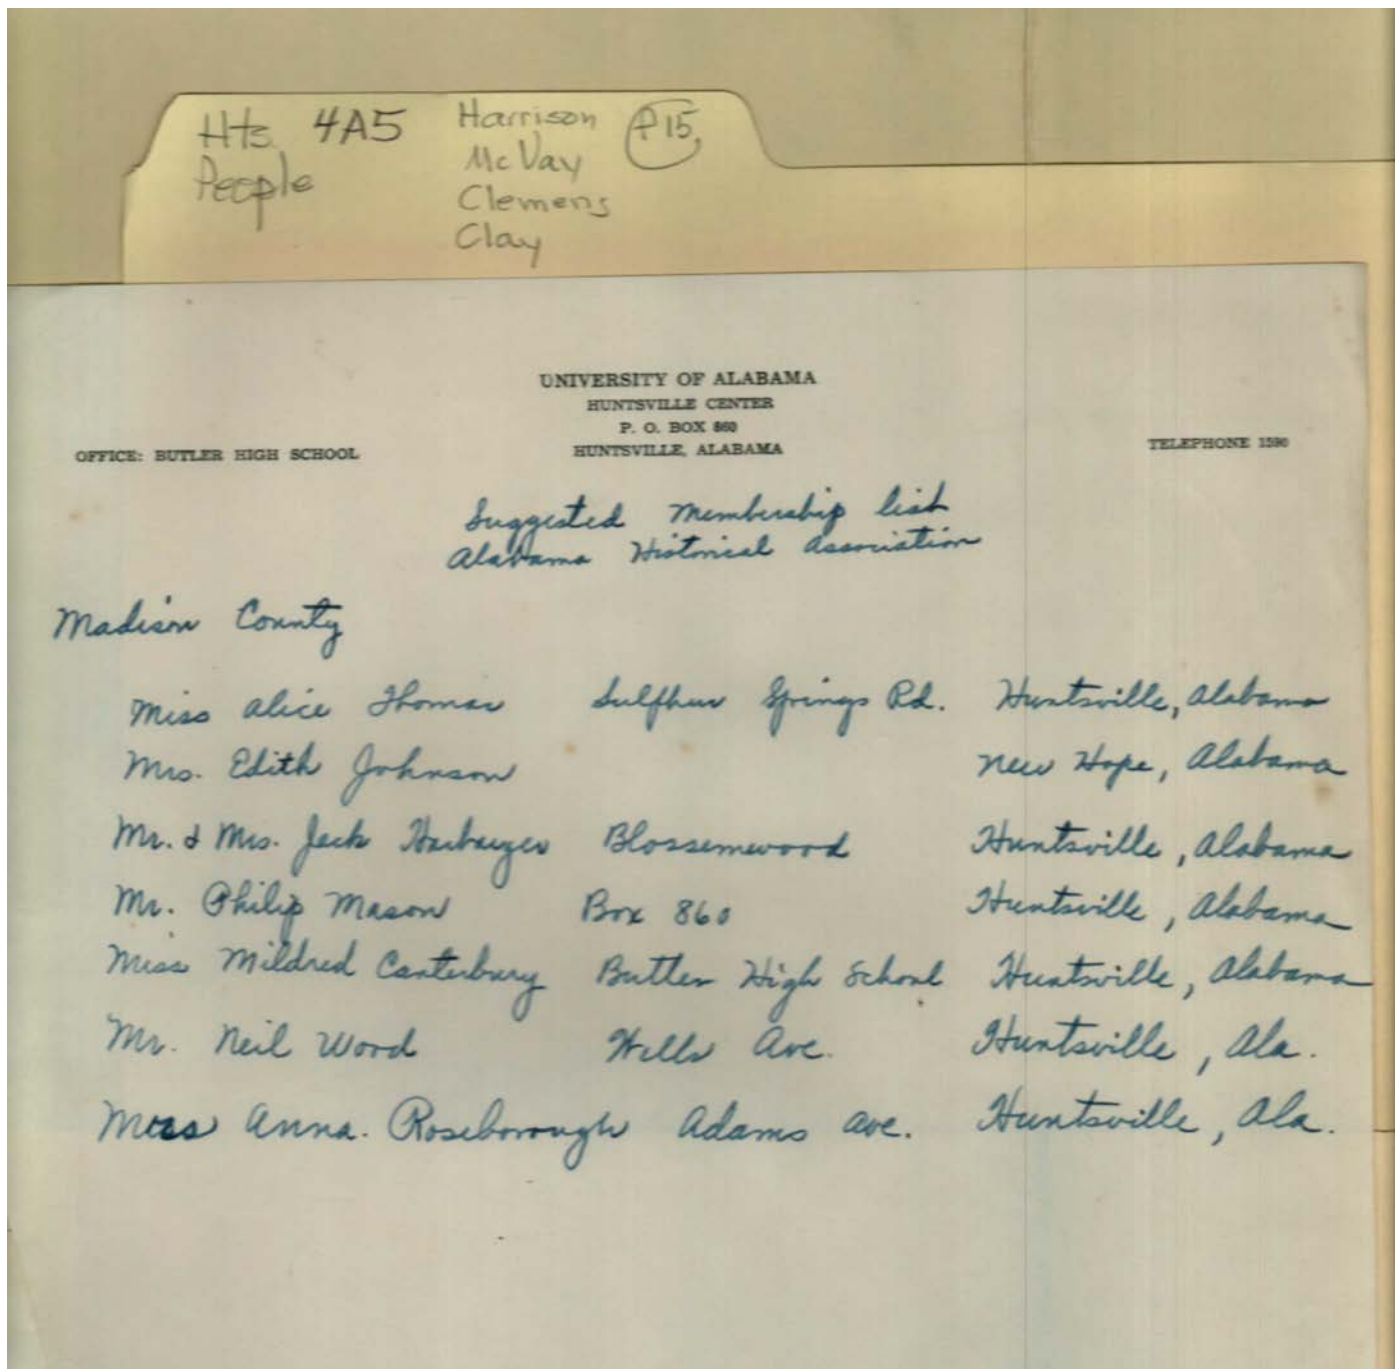 Hts. 4A5
People
Harrison
McVay
Clemens
Clay
P15
UNIVERSITY OF ALABAMA
HUNTSVILLE CENTER
P. O. BOX 860
HUNTSVILLE, ALABAMA
OFFICE: BUTLER HIGH SCHOOL
TELEPHONE 1590
Suggested Membership list
Alabama Historical Association
Madison County
Miss Alice Thomas Sulphur Springs Rd. Huntsville, Alabama
Mrs. Edith Johnson New Hope, Alabama
Mr. & Mrs. Jack Harbarger Blossemwood Huntsville, Alabama
Mr. Philip Mason Box 860 Huntsville, Alabama
Miss Mildred Canterbury Butler High School Huntsville, Alabama
Mr. Neil Wood Wells Ave. Huntsville, Ala.
Miss Anna. Roseborough Adams Ave. Huntsville, Ala.